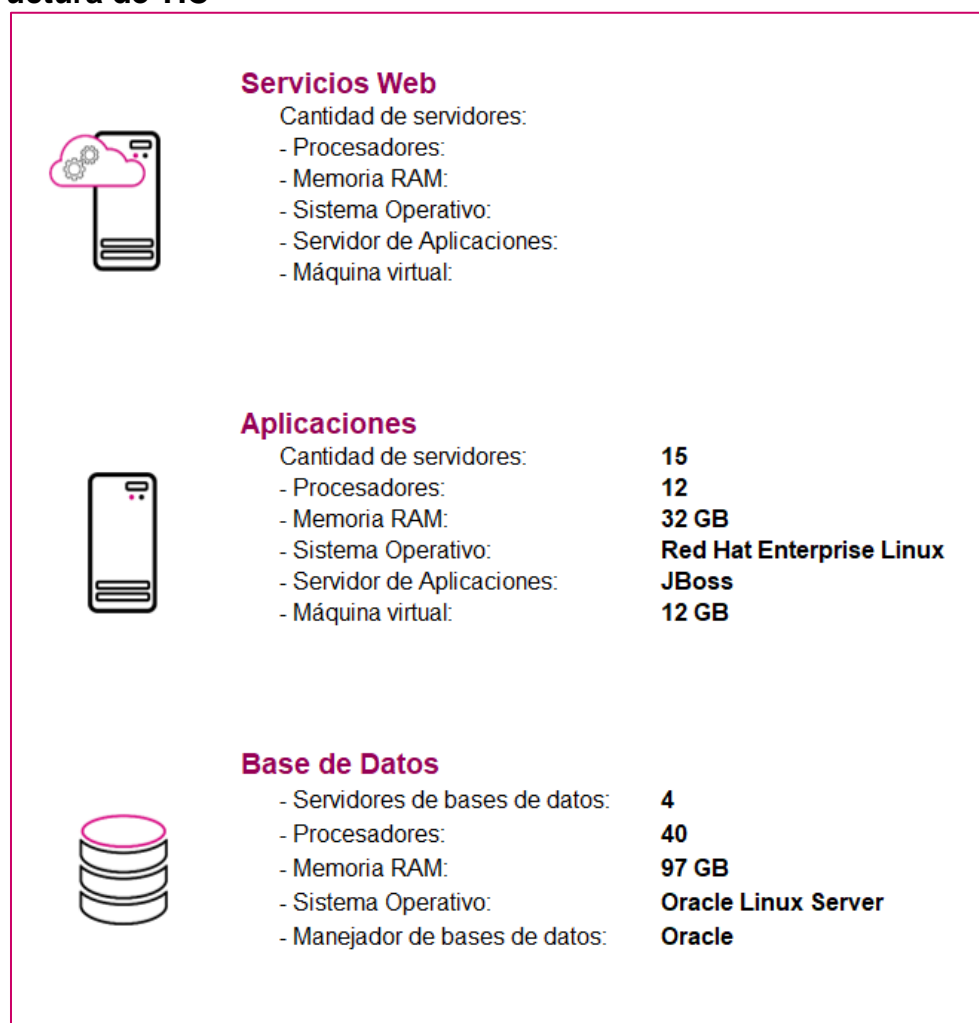 Servicios Web
Cantidad de servidores:
- Procesadores:
- Memoria RAM:
- Sistema Operativo:
- Servidor de Aplicaciones:
- Máquina virtual:
Aplicaciones
Cantidad de servidores: 15
- Procesadores: 12
- Memoria RAM: 32 GB
- Sistema Operativo: Red Hat Enterprise Linux
- Servidor de Aplicaciones: JBoss
- Máquina virtual: 12 GB
Base de Datos
- Servidores de bases de datos: 4
- Procesadores: 40
- Memoria RAM: 97 GB
- Sistema Operativo: Oracle Linux Server
- Manejador de bases de datos: Oracle